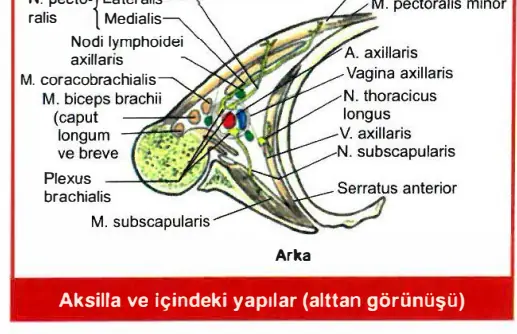 N. pecto- Lateralis
ralis Medialis
M. pectoralis minor
Nodi lymphoidei
axillaris
M. coracobrachialis
M. biceps brachii
(caput
longum
ve breve
Plexus
brachialis
M. subscapularis
A. axillaris
Vagina axillaris
N. thoracicus
longus
V. axillaris
N. subscapularis
Serratus anterior
Arka
Aksilla ve içindeki yapılar (alttan görünüşü)